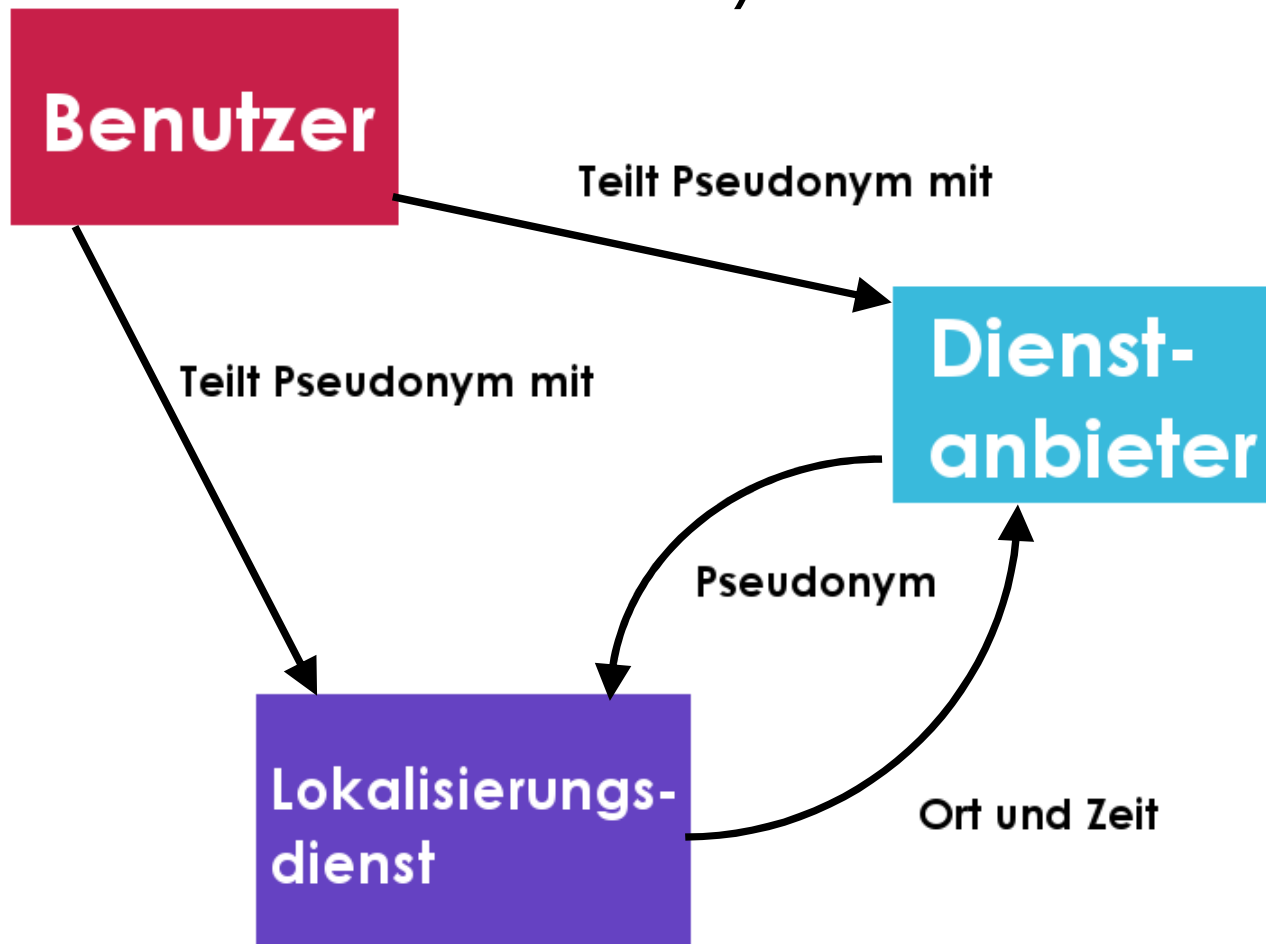 Benutzer
Teilt Pseudonym mit
Dienst-
anbieter
Teilt Pseudonym mit
Pseudonym
Lokalisierungs-
dienst
Ort und Zeit